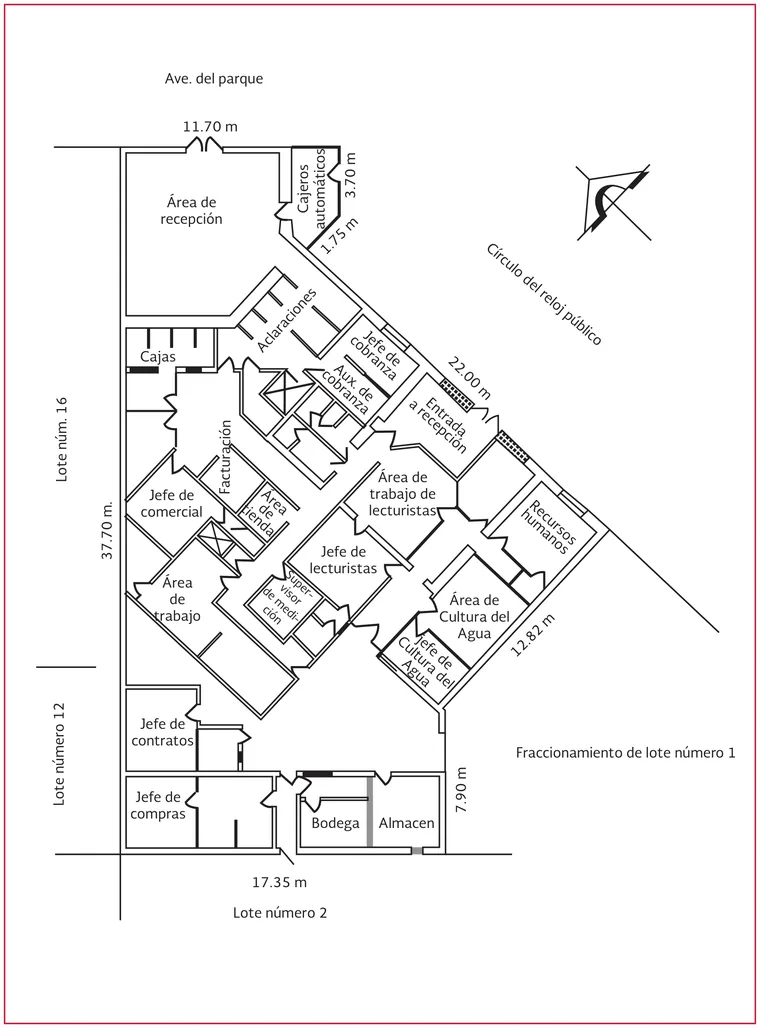 Ave. del parque
11.70 m
Cajeros
automáticos
3.70 m
1.75 m
Área de
recepción
Círculo del reloj público
Aclaraciones
Cajas
Jefe de
cobranza
Aux. de
cobranza
22.00 m
Entrada
a recepción
Lote núm. 16
Facturación
Área de
trabajo de
lecturistas
Jefe de
comercial
Área
de
tienda
Recursos
humanos
37.70 m.
Jefe de
lecturistas
Super-
visor
de medi-
ción
Área
de
trabajo
Área de
Cultura del
Agua
12.82 m
Jefe de
Cultura del
Agua
Lote número 12
Jefe de
contratos
Fraccionamiento de lote número 1
7.90 m
Jefe de
compras
Bodega
Almacen
17.35 m
Lote número 2